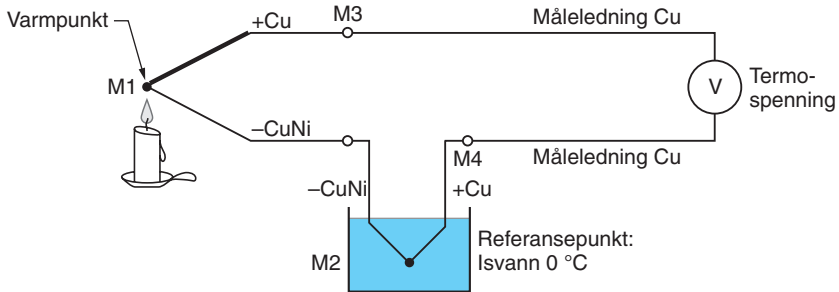 Varmpunkt
+Cu
M3
Måleledning Cu
M1
V
Termo-
spenning
–CuNi
M4
Måleledning Cu
–CuNi
+Cu
M2
Referansepunkt:
Isvann 0 °C